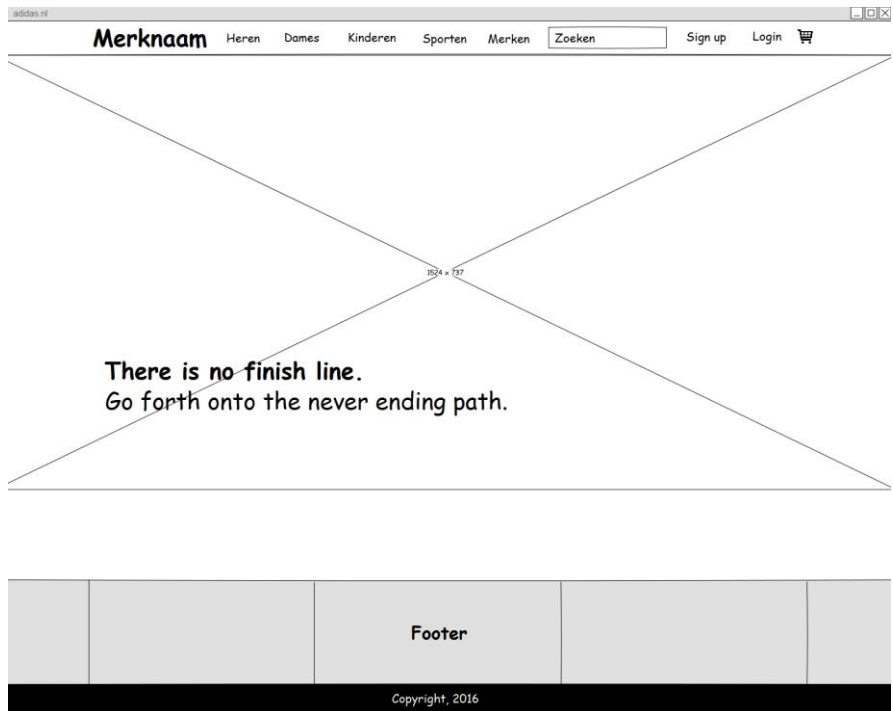 adidas.nl
Merknaam Heren Dames Kinderen Sporten Merken Zoeken Sign up Login
1524 x 737
There is no finish line.
Go forth onto the never ending path.
Footer
Copyright, 2016